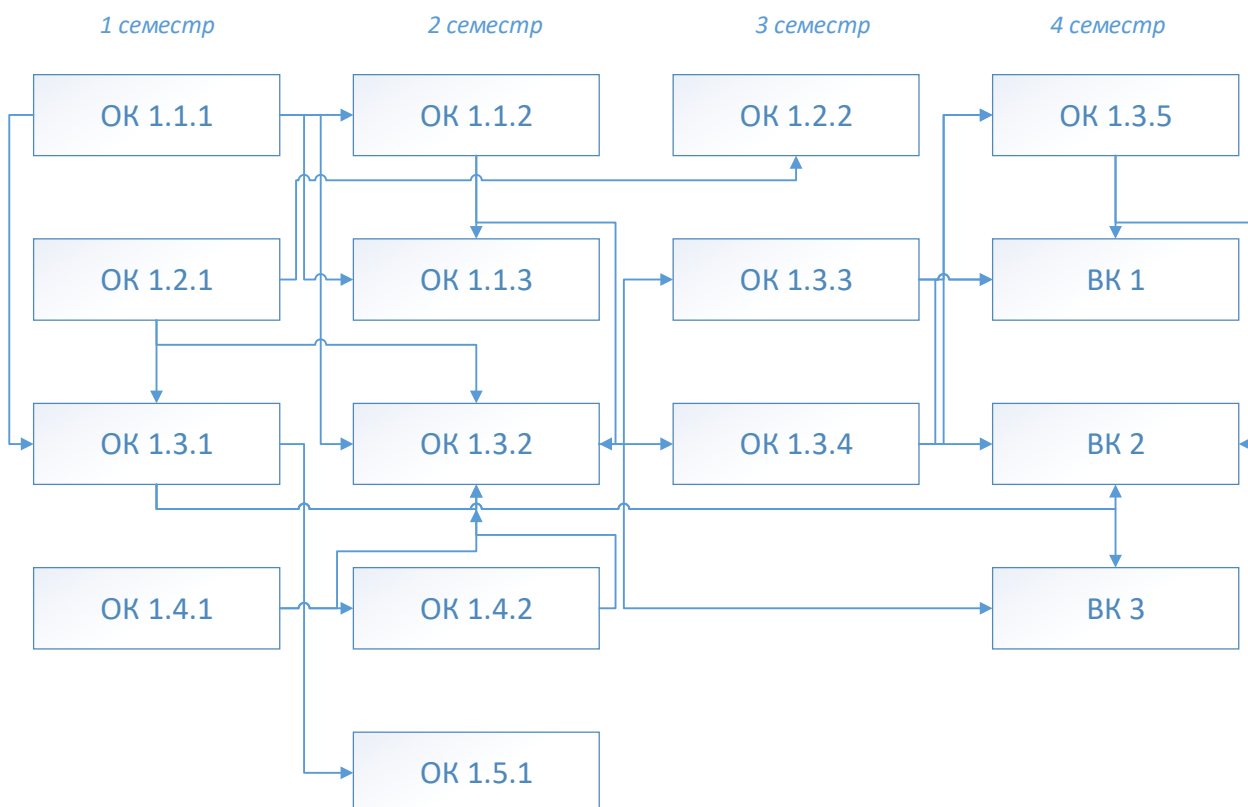 1 семестр 2 семестр 3 семестр 4 семестр
ОК 1.1.1 ОК 1.1.2 ОК 1.2.2 ОК 1.3.5
ОК 1.2.1 ОК 1.1.3 ОК 1.3.3 ВК 1
ОК 1.3.1 ОК 1.3.2 ОК 1.3.4 ВК 2
ОК 1.4.1 ОК 1.4.2 ВК 3
ОК 1.5.1